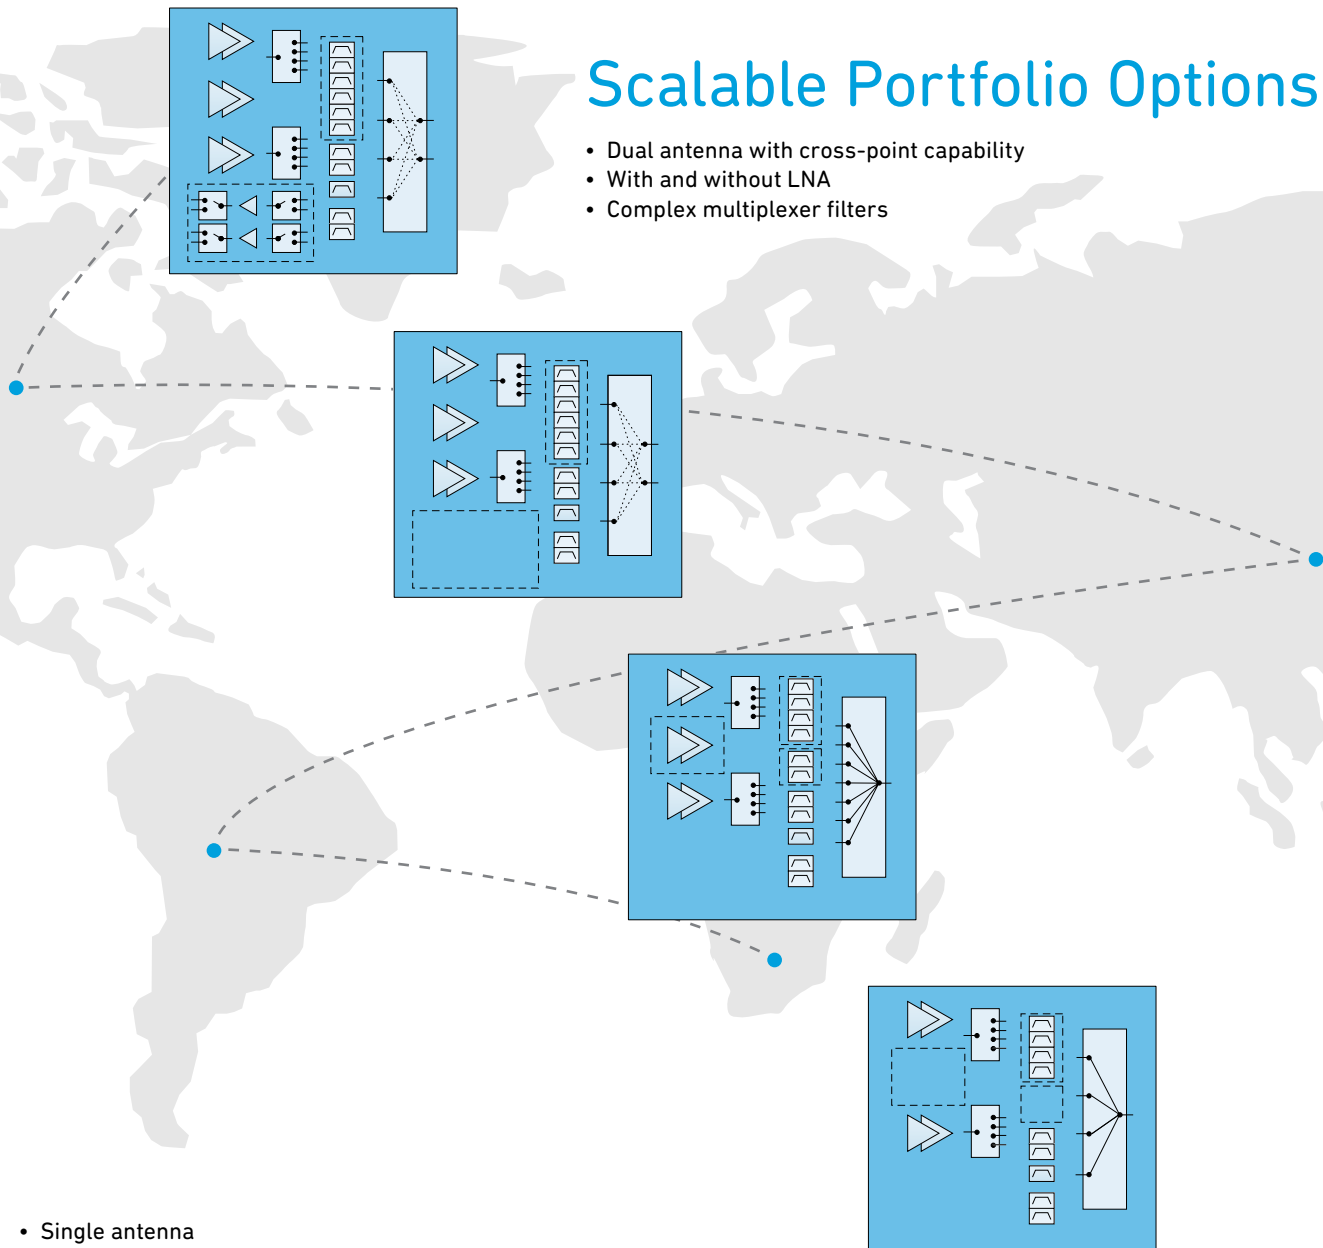 Scalable Portfolio Options
• Dual antenna with cross-point capability
• With and without LNA
• Complex multiplexer filters
• Single antenna